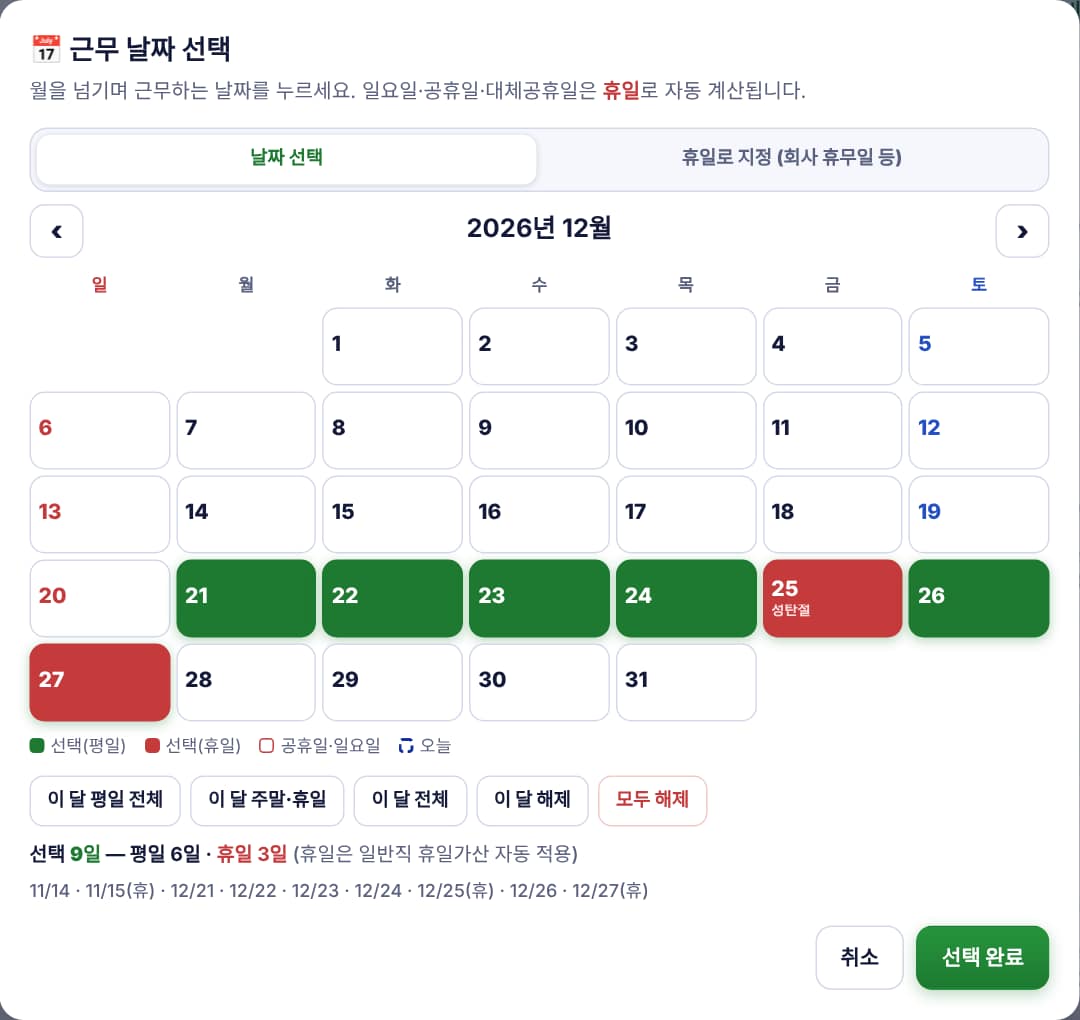 July 17 근무 날짜 선택
월을 넘기며 근무하는 날짜를 누르세요. 일요일·공휴일·대체공휴일은 휴일로 자동 계산됩니다.
날짜 선택 휴일로 지정 (회사 휴무일 등)
‹ 2026년 12월 ›
일 월 화 수 목 금 토
1 2 3 4 5
6 7 8 9 10 11 12
13 14 15 16 17 18 19
20 21 22 23 24 25 26
성탄절
27 28 29 30 31
선택(평일) 선택(휴일) 공휴일·일요일 오늘
이 달 평일 전체 이 달 주말·휴일 이 달 전체 이 달 해제 모두 해제
선택 9일 — 평일 6일 · 휴일 3일 (휴일은 일반직 휴일가산 자동 적용)
11/14 · 11/15(휴) · 12/21 · 12/22 · 12/23 · 12/24 · 12/25(휴) · 12/26 · 12/27(휴)
취소 선택 완료